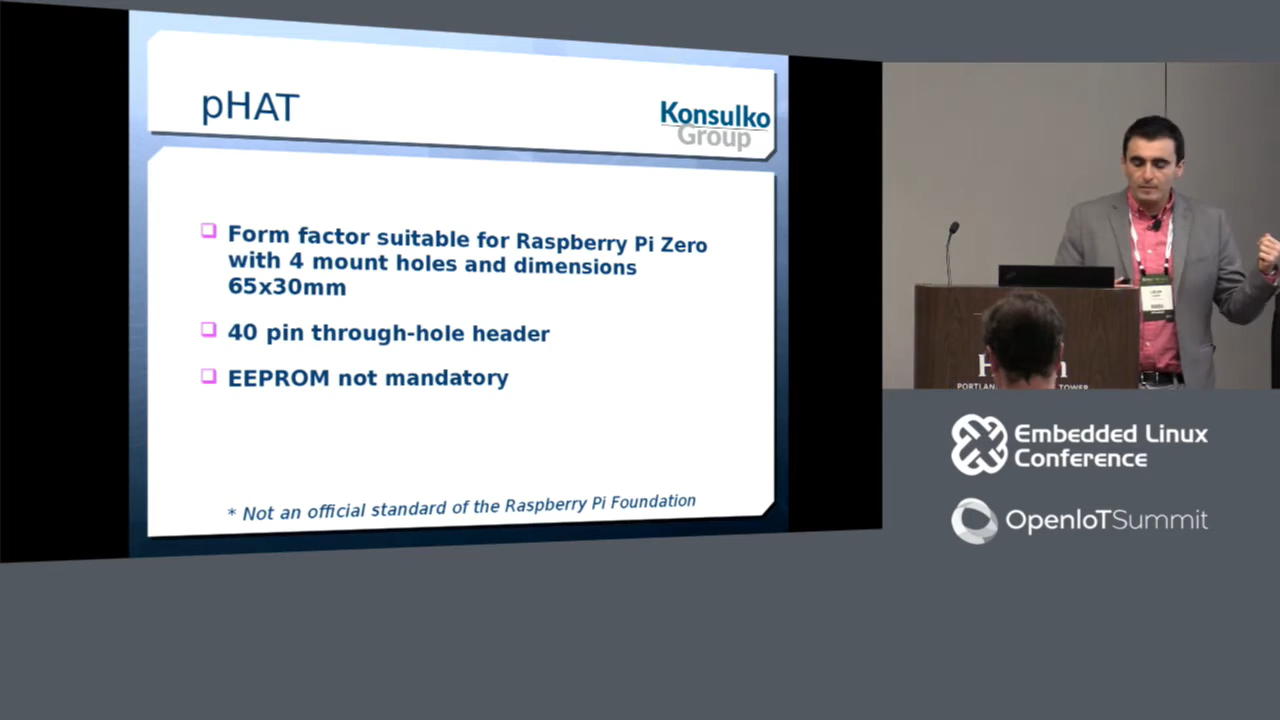 pHAT
Konsulko
Group
Form factor suitable for Raspberry Pi Zero
with 4 mount holes and dimensions
65x30mm
40 pin through-hole header
EEPROM not mandatory
* Not an official standard of the Raspberry Pi Foundation
PORTLAN
TOWER
Embedded Linux
Conference
OpenIoTSummit